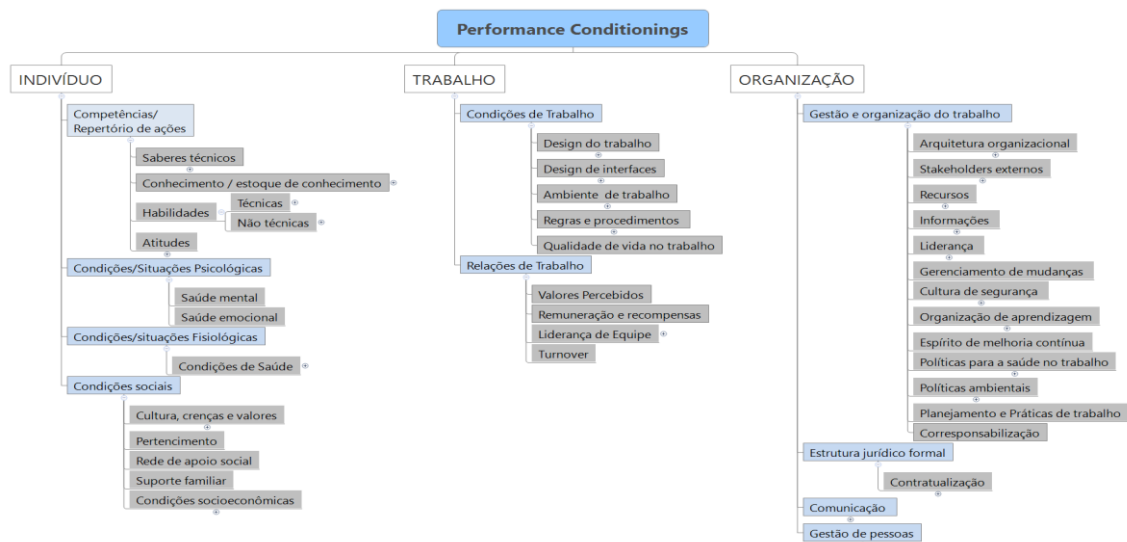 Performance Conditionings
INDIVÍDUO
Competências/
Repertório de ações
Saberes técnicos
Conhecimento / estoque de conhecimento
Habilidades
Técnicas
Não técnicas
Atitudes
Condições/Situações Psicológicas
Saúde mental
Saúde emocional
Condições/situações Fisiológicas
Condições de Saúde
Condições sociais
Cultura, crenças e valores
Pertencimento
Rede de apoio social
Suporte familiar
Condições socioeconômicas
TRABALHO
Condições de Trabalho
Design do trabalho
Design de interfaces
Ambiente de trabalho
Regras e procedimentos
Qualidade de vida no trabalho
Relações de Trabalho
Valores Percebidos
Remuneração e recompensas
Liderança de Equipe
Turnover
ORGANIZAÇÃO
Gestão e organização do trabalho
Arquitetura organizacional
Stakeholders externos
Recursos
Informações
Liderança
Gerenciamento de mudanças
Cultura de segurança
Organização de aprendizagem
Espírito de melhoria contínua
Políticas para a saúde no trabalho
Políticas ambientais
Planejamento e Práticas de trabalho
Corresponsabilização
Estrutura jurídico formal
Contratualização
Comunicação
Gestão de pessoas